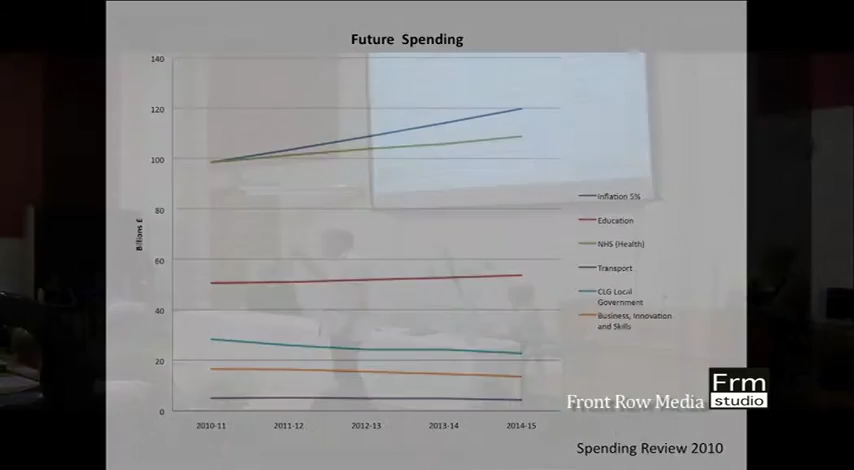 Future Spending
140
120
100
80
60
40
20
0
Billions £
2010-11
2011-12
2012-13
2013-14
2014-15
Inflation 5%
Education
NHS (Health)
Transport
CLG Local
Government
Business, Innovation
and Skills
Frm
studio
Front Row Media
Spending Review 2010